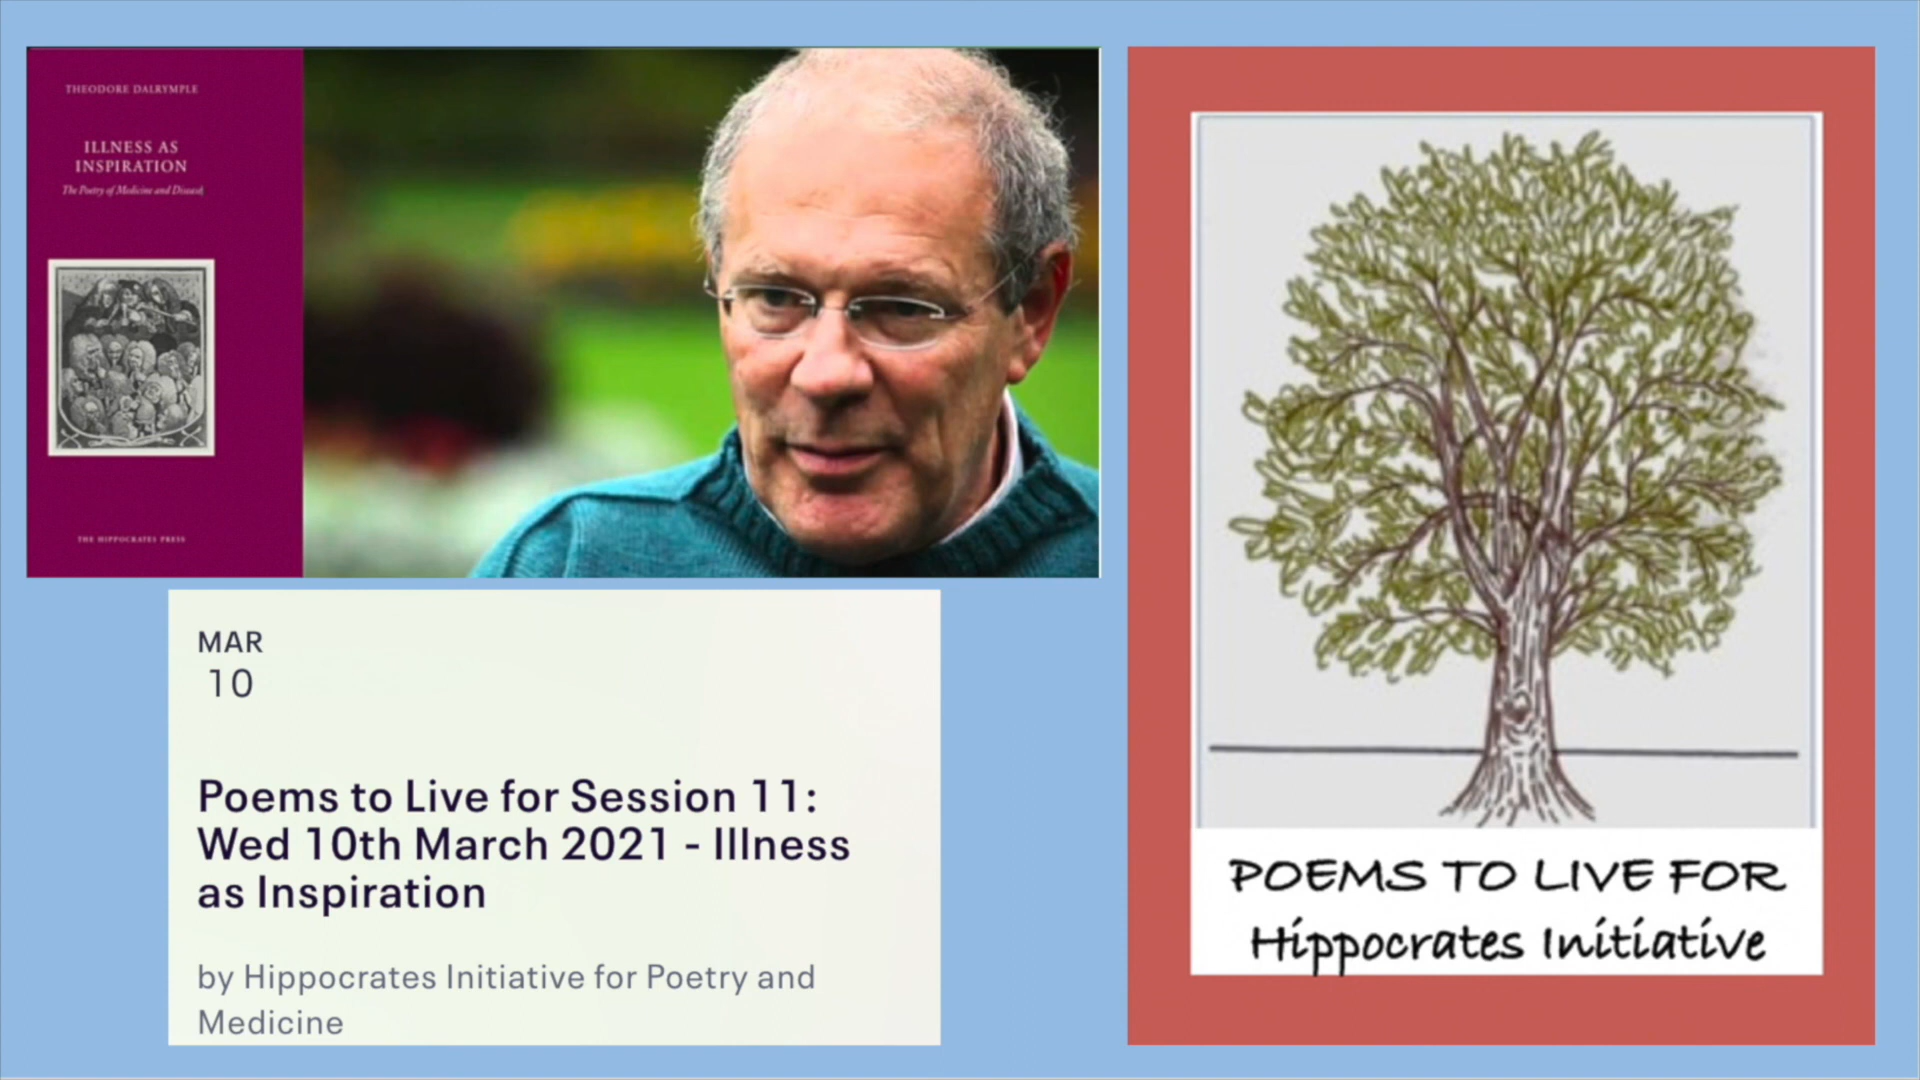 THEODORE DALRYMPLE
ILLNESS AS
INSPIRATION
The Poetry of Medicine and Disease
THE HIPPOCRATES PRESS
MAR
10
Poems to Live for Session 11:
Wed 10th March 2021 - Illness
as Inspiration
by Hippocrates Initiative for Poetry and
Medicine
POEMS TO LIVE FOR
Hippocrates Initiative